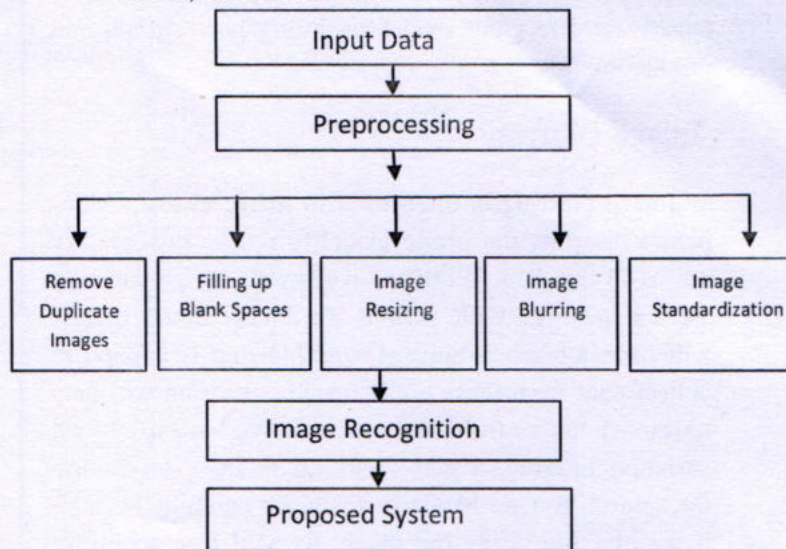 Input Data
Preprocessing
Remove
Duplicate
Images
Filling up
Blank Spaces
Image
Resizing
Image
Blurring
Image
Standardization
Image Recognition
Proposed System